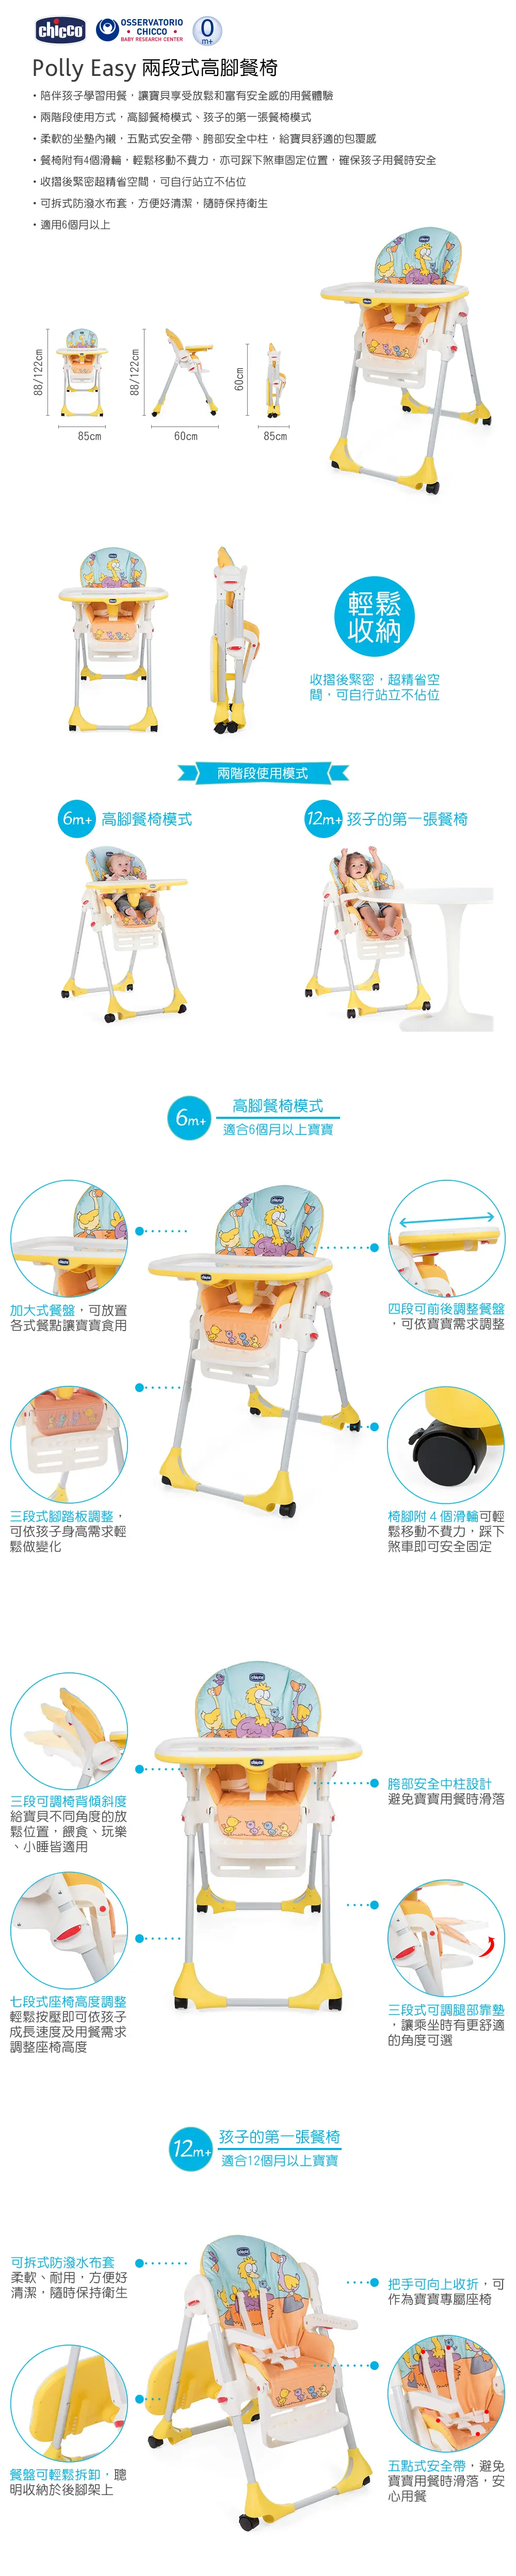 chicco
OSSERVATORIO
• CHICCO •
BABY RESEARCH CENTER
0
m+
Polly Easy 兩段式高腳餐椅
・陪伴孩子學習用餐，讓寶貝享受放鬆和富有安全感的用餐體驗
・兩階段使用方式，高腳餐椅模式、孩子的第一張餐椅模式
・柔軟的坐墊內襯，五點式安全帶、胯部安全中柱，給寶貝舒適的包覆感
・餐椅附有4個滑輪，輕鬆移動不費力，亦可踩下煞車固定位置，確保孩子用餐時安全
・收摺後緊密超精省空間，可自行站立不佔位
・可拆式防潑水布套，方便好清潔，隨時保持衛生
・適用6個月以上
88/122cm
85cm
88/122cm
60cm
60cm
85cm
輕鬆
收納
收摺後緊密，超精省空
間，可自行站立不佔位
兩階段使用模式
6m+ 高腳餐椅模式
12m+ 孩子的第一張餐椅
6m+
高腳餐椅模式
適合6個月以上寶寶
加大式餐盤，可放置
各式餐點讓寶寶食用
四段可前後調整餐盤
，可依寶寶需求調整
三段式腳踏板調整，
可依孩子身高需求輕
鬆做變化
椅腳附４個滑輪可輕
鬆移動不費力，踩下
煞車即可安全固定
三段可調椅背傾斜度
給寶貝不同角度的放
鬆位置，餵食、玩樂
、小睡皆適用
胯部安全中柱設計
避免寶寶用餐時滑落
七段式座椅高度調整
輕鬆按壓即可依孩子
成長速度及用餐需求
調整座椅高度
三段式可調腿部靠墊
，讓乘坐時有更舒適
的角度可選
12m+
孩子的第一張餐椅
適合12個月以上寶寶
可拆式防潑水布套
柔軟、耐用，方便好
清潔，隨時保持衛生
把手可向上收折，可
作為寶寶專屬座椅
餐盤可輕鬆拆卸，聰
明收納於後腳架上
五點式安全帶，避免
寶寶用餐時滑落，安
心用餐